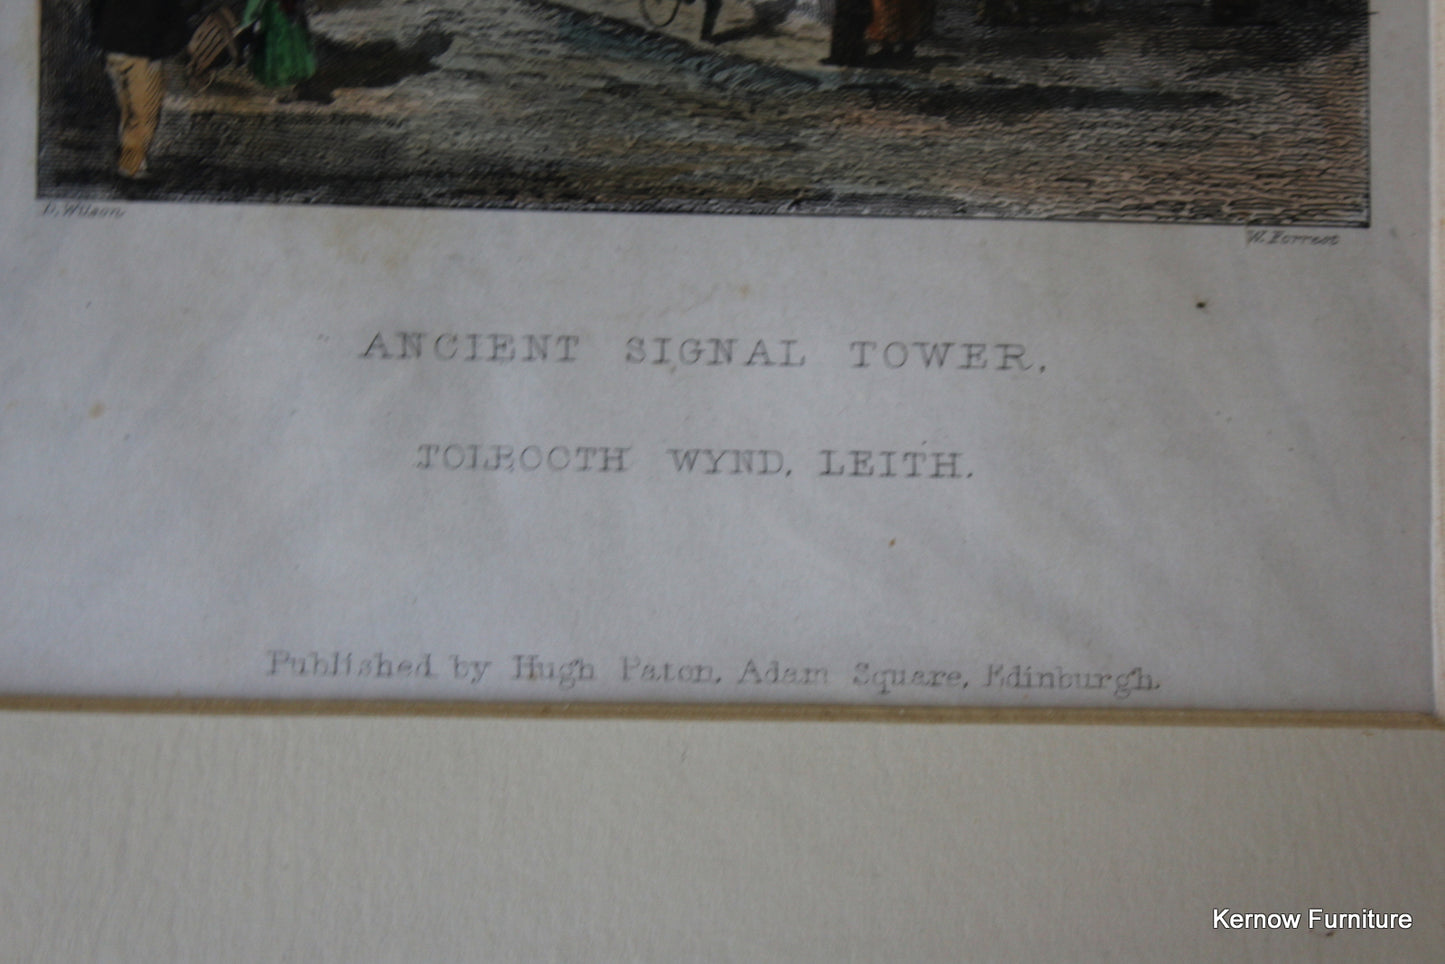 D. Wilson
W. Forrest
ANCIENT SIGNAL TOWER.
TOLBOOTH WYND, LEITH.
Published by Hugh Paton, Adam Square, Edinburgh.
Kernow Furniture